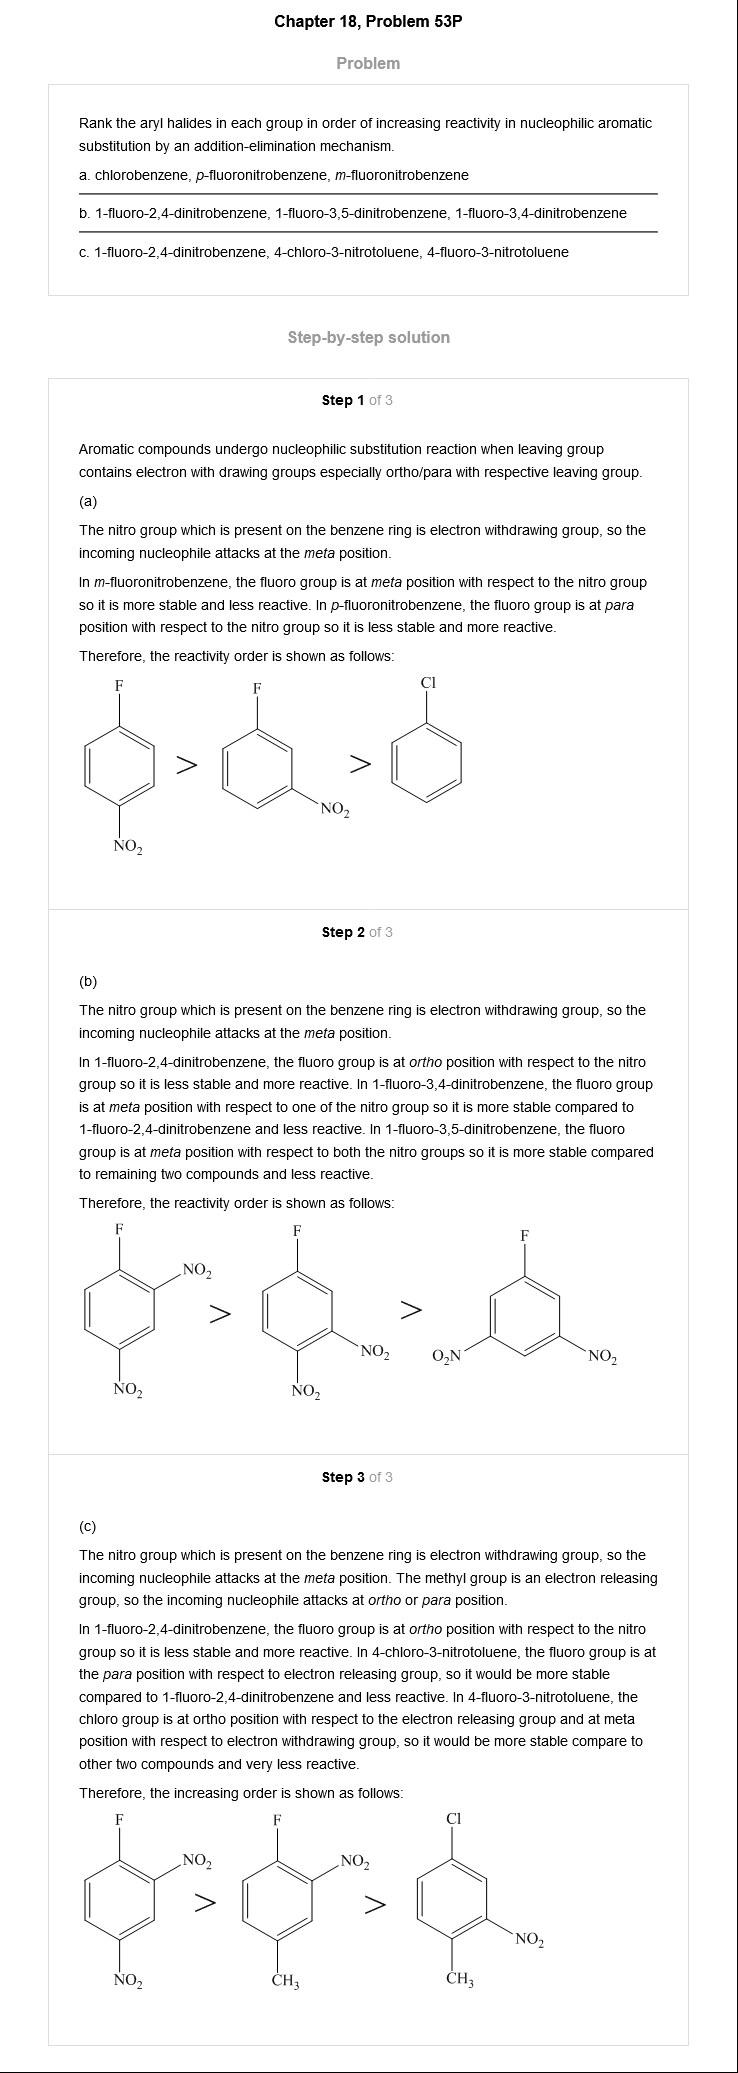 Chapter 18, Problem 53P
Problem
Rank the aryl halides in each group in order of increasing reactivity in nucleophilic aromatic
substitution by an addition-elimination mechanism.
a. chlorobenzene, p-fluoronitrobenzene, m-fluoronitrobenzene
b. 1-fluoro-2,4-dinitrobenzene, 1-fluoro-3,5-dinitrobenzene, 1-fluoro-3,4-dinitrobenzene
c. 1-fluoro-2,4-dinitrobenzene, 4-chloro-3-nitrotoluene, 4-fluoro-3-nitrotoluene
Step-by-step solution
Step 1 of 3
Aromatic compounds undergo nucleophilic substitution reaction when leaving group
contains electron with drawing groups especially ortho/para with respective leaving group.
(a)
The nitro group which is present on the benzene ring is electron withdrawing group, so the
incoming nucleophile attacks at the meta position.
In m-fluoronitrobenzene, the fluoro group is at meta position with respect to the nitro group
so it is more stable and less reactive. In p-fluoronitrobenzene, the fluoro group is at para
position with respect to the nitro group so it is less stable and more reactive.
Therefore, the reactivity order is shown as follows:
F F Cl
> >
NO2
NO2
Step 2 of 3
(b)
The nitro group which is present on the benzene ring is electron withdrawing group, so the
incoming nucleophile attacks at the meta position.
In 1-fluoro-2,4-dinitrobenzene, the fluoro group is at ortho position with respect to the nitro
group so it is less stable and more reactive. In 1-fluoro-3,4-dinitrobenzene, the fluoro group
is at meta position with respect to one of the nitro group so it is more stable compared to
1-fluoro-2,4-dinitrobenzene and less reactive. In 1-fluoro-3,5-dinitrobenzene, the fluoro
group is at meta position with respect to both the nitro groups so it is more stable compared
to remaining two compounds and less reactive.
Therefore, the reactivity order is shown as follows:
F F F
NO2
> >
NO2 O2N NO2
NO2 NO2
Step 3 of 3
(c)
The nitro group which is present on the benzene ring is electron withdrawing group, so the
incoming nucleophile attacks at the meta position. The methyl group is an electron releasing
group, so the incoming nucleophile attacks at ortho or para position.
In 1-fluoro-2,4-dinitrobenzene, the fluoro group is at ortho position with respect to the nitro
group so it is less stable and more reactive. In 4-chloro-3-nitrotoluene, the fluoro group is at
the para position with respect to electron releasing group, so it would be more stable
compared to 1-fluoro-2,4-dinitrobenzene and less reactive. In 4-fluoro-3-nitrotoluene, the
chloro group is at ortho position with respect to the electron releasing group and at meta
position with respect to electron withdrawing group, so it would be more stable compare to
other two compounds and very less reactive.
Therefore, the increasing order is shown as follows:
F F Cl
NO2 NO2
> >
NO2
NO2 CH3 CH3